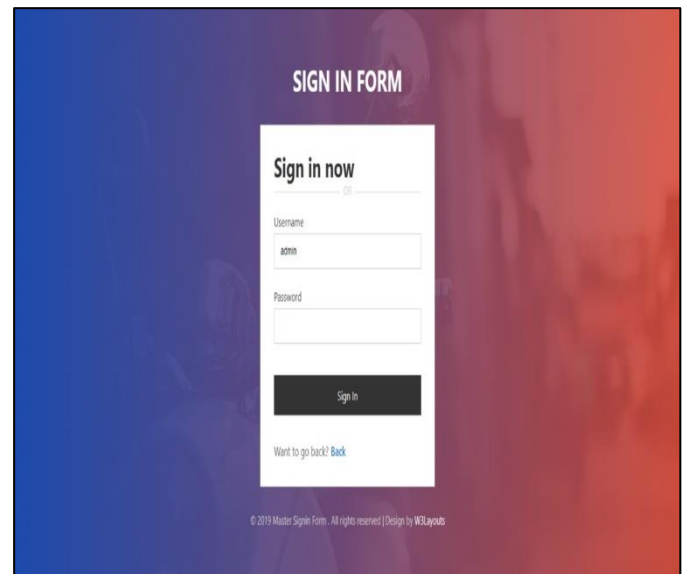 SIGN IN FORM
Sign in now
OR
Username
admin
Password
Sign In
Want to go back? Back
© 2019 Master Signin Form . All rights reserved | Design by W3Layouts